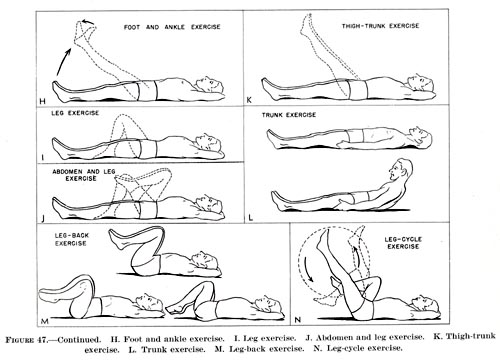 FOOT AND ANKLE EXERCISE
H
THIGH-TRUNK EXERCISE
K
LEG EXERCISE
I
TRUNK EXERCISE
ABDOMEN AND LEG
EXERCISE
J
L
LEG-BACK
EXERCISE
M
LEG-CYCLE
EXERCISE
N
FIGURE 47.—Continued. H. Foot and ankle exercise. I. Leg exercise. J. Abdomen and leg exercise. K. Thigh-trunk
exercise. L. Trunk exercise. M. Leg-back exercise. N. Leg-cycle exercise.